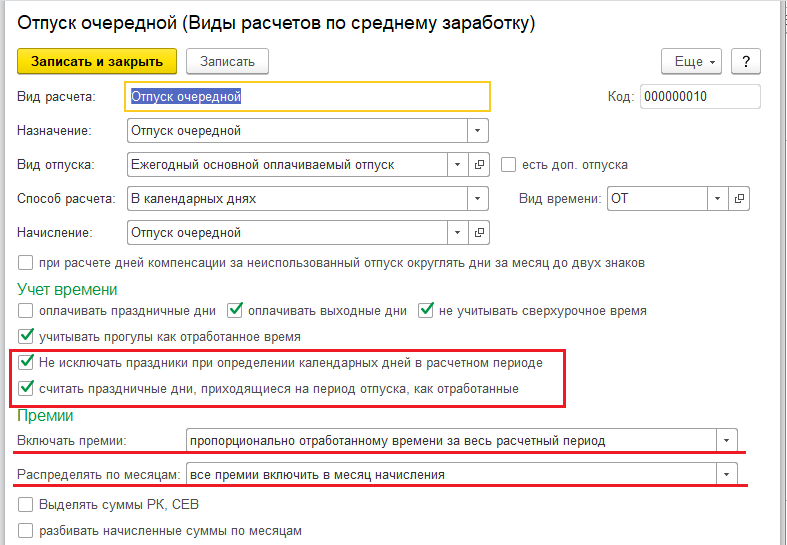 Отпуск очередной (Виды расчетов по среднему заработку)
Записать и закрыть Записать Еще ?
Вид расчета: Отпуск очередной Код: 000000010
Назначение: Отпуск очередной
Вид отпуска: Ежегодный основной оплачиваемый отпуск есть доп. отпуска
Способ расчета: В календарных днях Вид времени: ОТ
Начисление: Отпуск очередной
при расчете дней компенсации за неиспользованный отпуск округлять дни за месяц до двух знаков
Учет времени
оплачивать праздничные дни оплачивать выходные дни не учитывать сверхурочное время
учитывать прогулы как отработанное время
Не исключать праздники при определении календарных дней в расчетном периоде
считать праздничные дни, приходящиеся на период отпуска, как отработанные
Премии
Включать премии: пропорционально отработанному времени за весь расчетный период
Распределять по месяцам: все премии включить в месяц начисления
Выделять суммы РК, СЕВ
разбивать начисленные суммы по месяцам